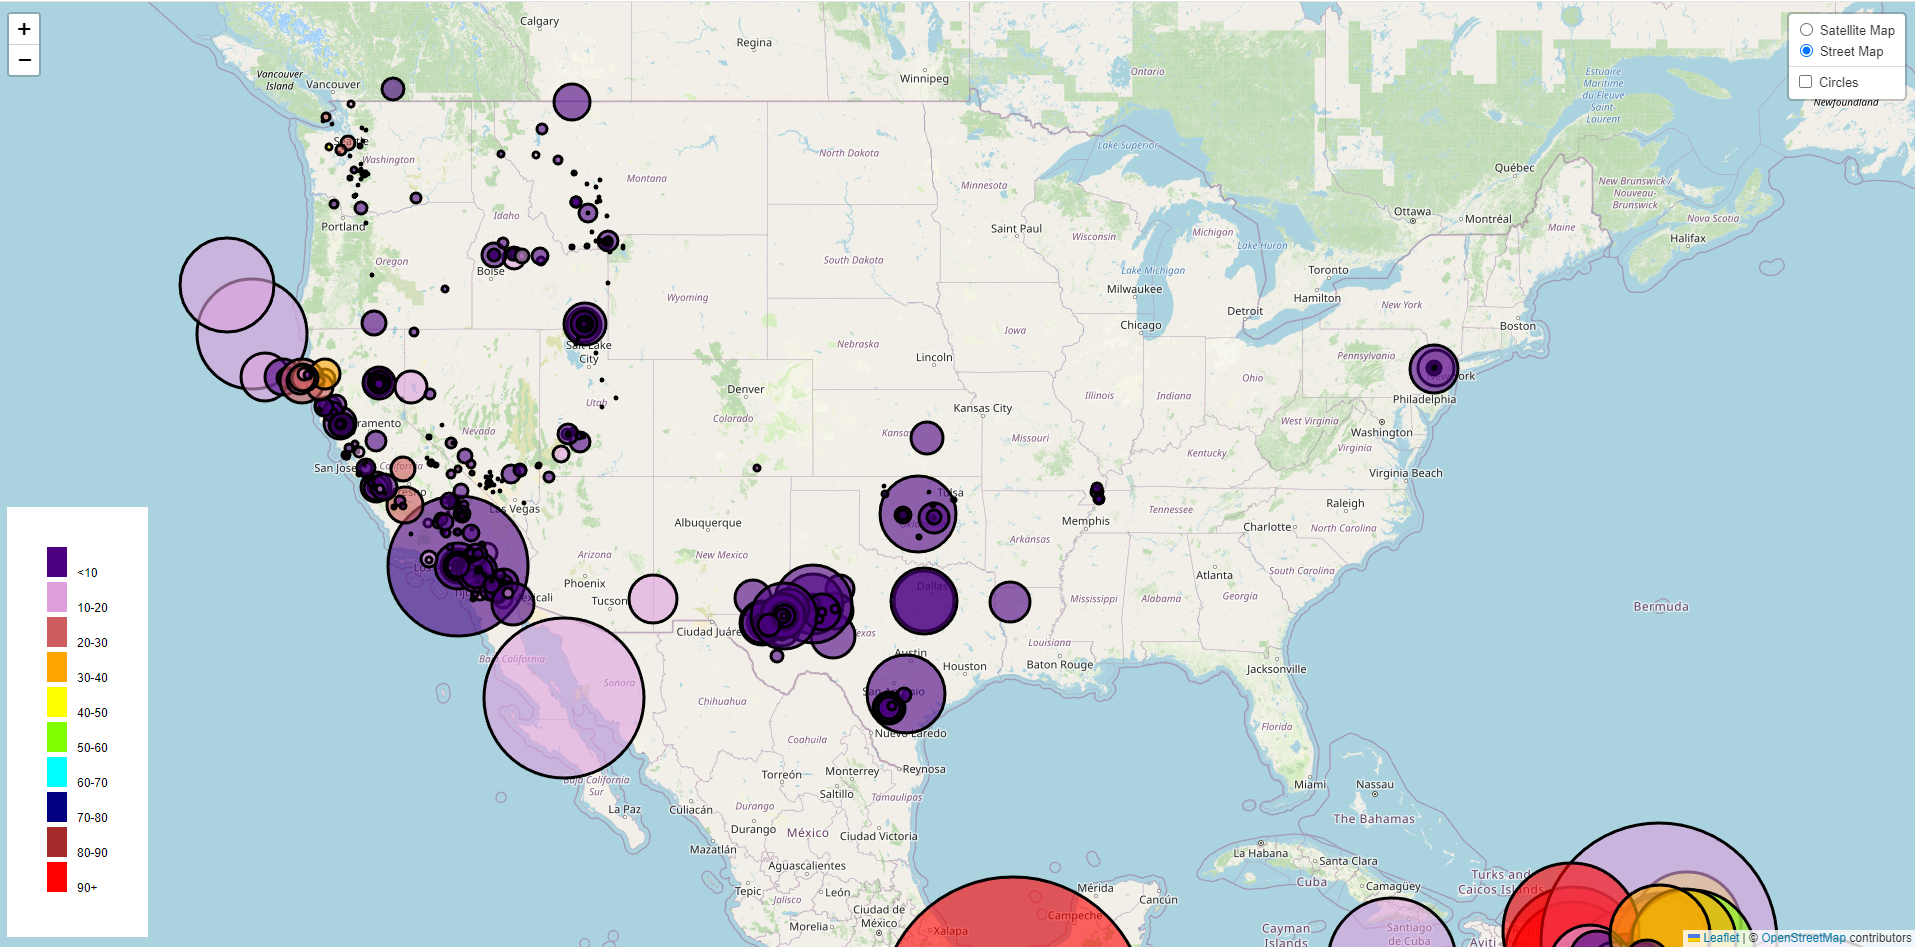 +
−
Satellite Map
Street Map
Circles
Calgary
Regina
Winnipeg
Ontario
Estuaire
Maritime
du Fleuve
Saint-
Laurent
Newfoundland
Vancouver
Island
Vancouver
Washington
Montana
North Dakota
Minnesota
Lake Superior
Québec
New Brunswick /
Nouveau-
Brunswick
Nova Scotia
Ottawa
Montréal
Maine
Halifax
Portland
Idaho
Saint Paul
Wisconsin
Michigan
Lake Huron
Oregon
Boise
South Dakota
Lake Michigan
Toronto
Hamilton
Milwaukee
Wyoming
New York
Detroit
Chicago
Boston
Salt Lake
City
Nebraska
Iowa
Lincoln
Pennsylvania
Ohio
Denver
Utah
Colorado
Kansas City
Illinois
Indiana
Philadelphia
Washington
West Virginia
Virginia
Nevada
Missouri
Kentucky
San Jose
California
Virginia Beach
Las Vegas
Tulsa
Raleigh
Tennessee
North Carolina
Charlotte
Albuquerque
Memphis
Arkansas
Arizona
New Mexico
Atlanta
South Carolina
Phoenix
Tucson
Dallas
Mississippi
Alabama
Georgia
Bermuda
Ciudad Juáre
Louisiana
Austin
Houston
Baton Rouge
Jacksonville
Baja California
Sonora
San Antonio
Chihuahua
Florida
Nuevo Laredo
Coahuila
Torreón
Monterrey
Reynosa
Baja California
Sur
Saltillo
Tamaulipas
Miami
Nassau
La Paz
Culiacán
Durango
Durango
México
Ciudad Victoria
The Bahamas
Mazatlán
La Habana
Santa Clara
Aguascalientes
Cuba
Camagüey
Turks and
Caicos Islands
Tepic
León
Jalisco
Mérida
Cancún
Campeche
Ciudad de
México
Morelia
Xalapa
Cayman
Islands
Santiago
de Cuba
<10
10-20
20-30
30-40
40-50
50-60
60-70
70-80
80-90
90+
Leaflet | © OpenStreetMap contributors